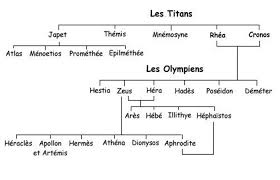 Les Titans
Japet Thémis Mnémosyne Rhéa Cronos
Atlas Ménoetios Prométhée Epilméthée
Les Olympiens
Hestia Zeus Héra Hadès Poséidon Déméter
Arès Hébé Illithye Héphaïstos
Héraclès Apollon et Artémis Hermès Athéna Dionysos Aphrodite